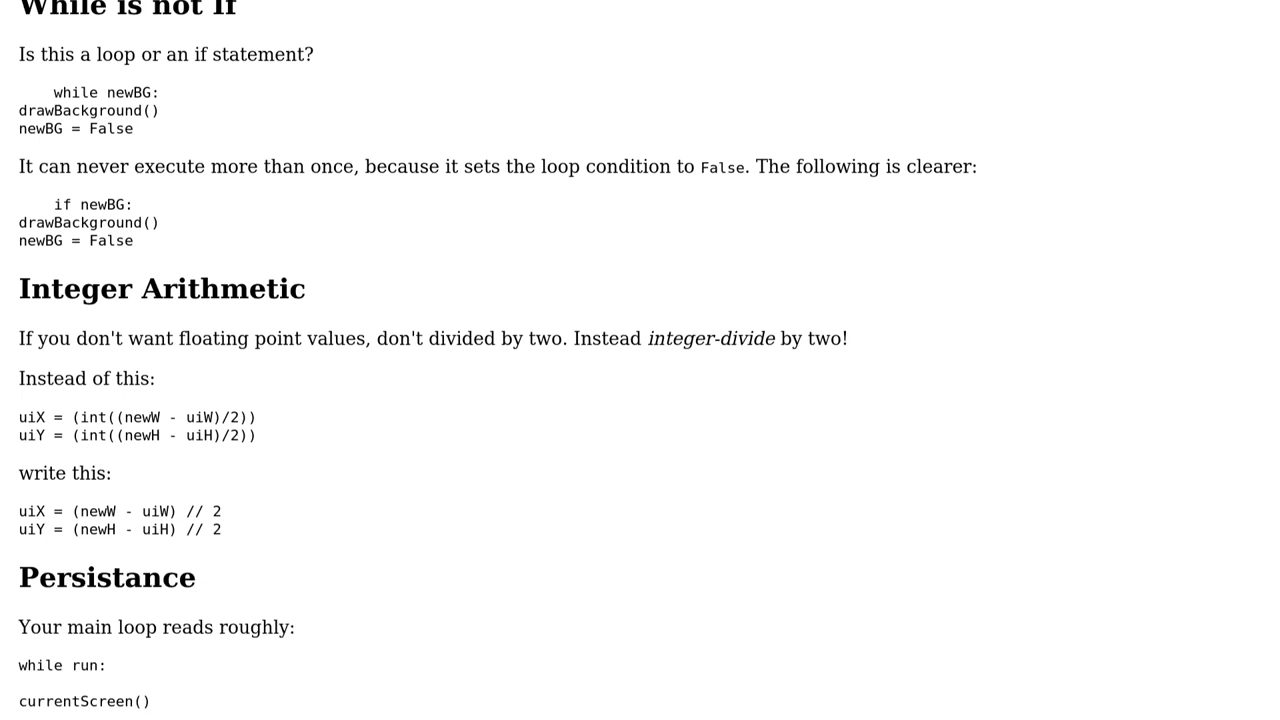 While is not If
Is this a loop or an if statement?
    while newBG:
drawBackground()
newBG = False
It can never execute more than once, because it sets the loop condition to False. The following is clearer:
    if newBG:
drawBackground()
newBG = False
Integer Arithmetic
If you don't want floating point values, don't divided by two. Instead integer-divide by two!
Instead of this:
uiX = (int((newW - uiW)/2))
uiY = (int((newH - uiH)/2))
write this:
uiX = (newW - uiW) // 2
uiY = (newH - uiH) // 2
Persistance
Your main loop reads roughly:
while run:
currentScreen()